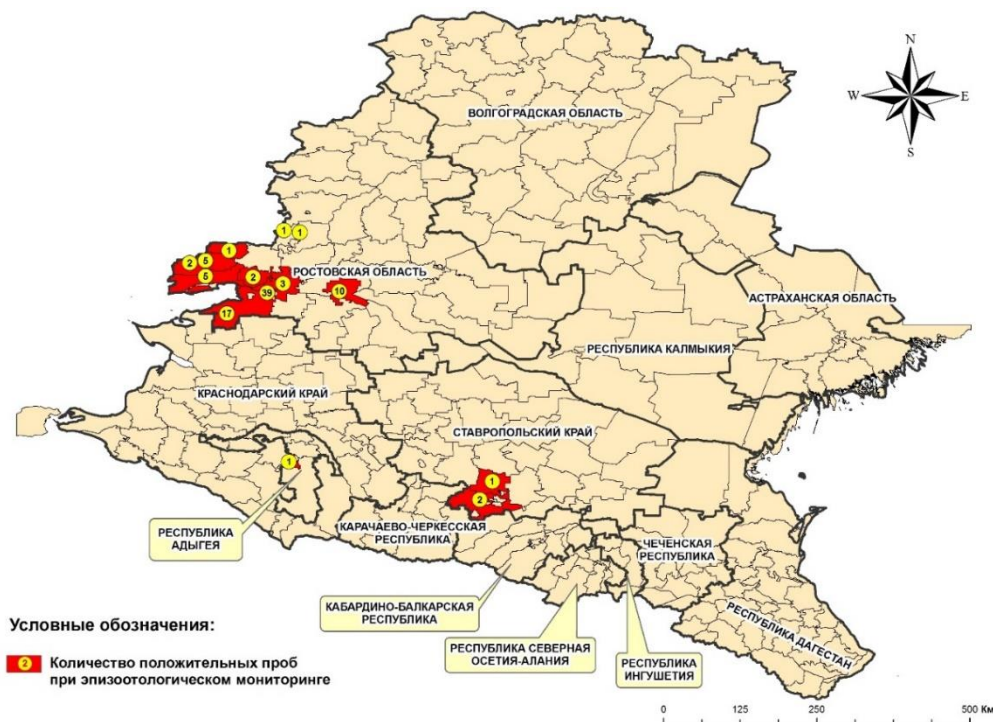 N
W
E
S
ВОЛГОГРАДСКАЯ ОБЛАСТЬ
1
1
1
2
5
5
2
3
39
10
17
РОСТОВСКАЯ ОБЛАСТЬ
АСТРАХАНСКАЯ ОБЛАСТЬ
РЕСПУБЛИКА КАЛМЫКИЯ
КРАСНОДАРСКИЙ КРАЙ
СТАВРОПОЛЬСКИЙ КРАЙ
1
1
2
РЕСПУБЛИКА
АДЫГЕЯ
КАРАЧАЕВО-ЧЕРКЕССКАЯ
РЕСПУБЛИКА
ЧЕЧЕНСКАЯ
РЕСПУБЛИКА
КАБАРДИНО-БАЛКАРСКАЯ
РЕСПУБЛИКА
РЕСПУБЛИКА СЕВЕРНАЯ
ОСЕТИЯ-АЛАНИЯ
РЕСПУБЛИКА
ИНГУШЕТИЯ
РЕСПУБЛИКА ДАГЕСТАН
Условные обозначения:
2
Количество положительных проб
при эпизоотологическом мониторинге
0 125 250 500 Км